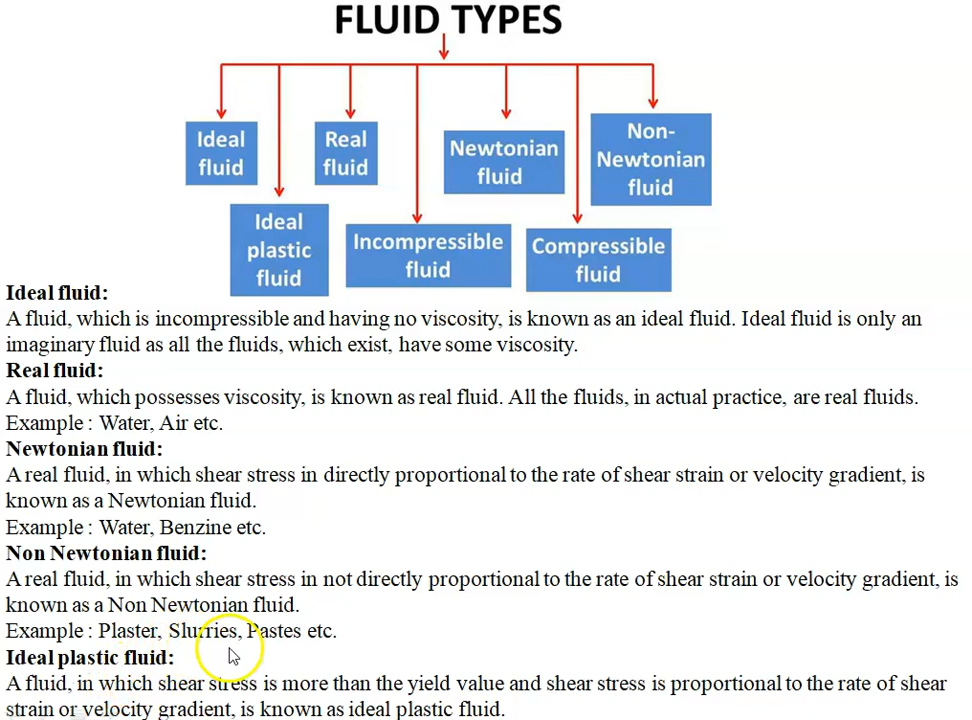 FLUID TYPES
Ideal
fluid
Real
fluid
Newtonian
fluid
Non-
Newtonian
fluid
Ideal
plastic
fluid
Incompressible
fluid
Compressible
fluid
Ideal fluid:
A fluid, which is incompressible and having no viscosity, is known as an ideal fluid. Ideal fluid is only an
imaginary fluid as all the fluids, which exist, have some viscosity.
Real fluid:
A fluid, which possesses viscosity, is known as real fluid. All the fluids, in actual practice, are real fluids.
Example : Water, Air etc.
Newtonian fluid:
A real fluid, in which shear stress in directly proportional to the rate of shear strain or velocity gradient, is
known as a Newtonian fluid.
Example : Water, Benzine etc.
Non Newtonian fluid:
A real fluid, in which shear stress in not directly proportional to the rate of shear strain or velocity gradient, is
known as a Non Newtonian fluid.
Example : Plaster, Slurries, Pastes etc.
Ideal plastic fluid:
A fluid, in which shear stress is more than the yield value and shear stress is proportional to the rate of shear
strain or velocity gradient, is known as ideal plastic fluid.